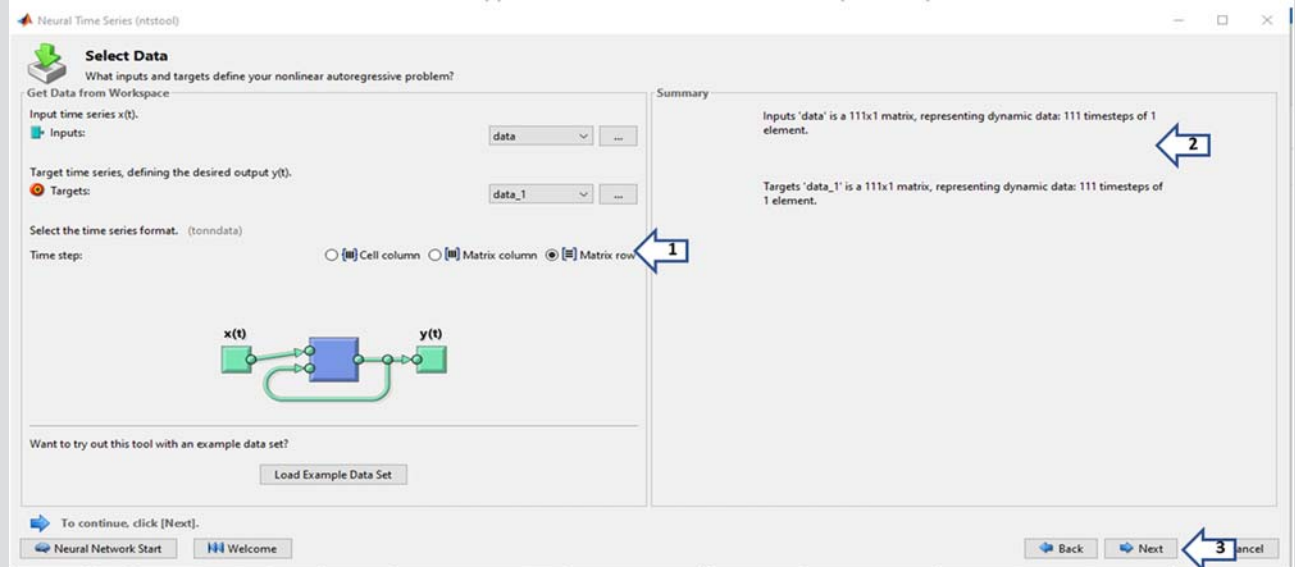 Neural Time Series (ntstool)
Select Data
What inputs and targets define your nonlinear autoregressive problem?
Get Data from Workspace
Input time series x(t).
Inputs:
data
...
Target time series, defining the desired output y(t).
Targets:
data_1
...
Select the time series format. (tonndata)
Time step:
Cell column
Matrix column
Matrix row
1
x(t)
y(t)
Want to try out this tool with an example data set?
Load Example Data Set
Summary
Inputs 'data' is a 111x1 matrix, representing dynamic data: 111 timesteps of 1
element.
2
Targets 'data_1' is a 111x1 matrix, representing dynamic data: 111 timesteps of
1 element.
To continue, click [Next].
Neural Network Start
Welcome
Back
Next
3
ancel